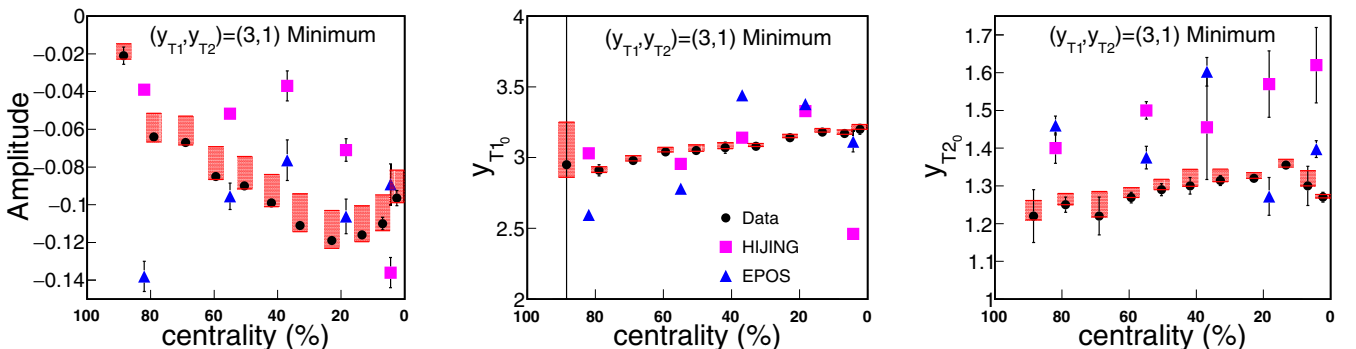 (y_T1,y_T2)=(3,1) Minimum
Amplitude
0
−0.02
−0.04
−0.06
−0.08
−0.1
−0.12
−0.14
100 80 60 40 20 0
centrality (%)
(y_T1,y_T2)=(3,1) Minimum
y_T1_0
4
3.5
3
2.5
2
Data
HIJING
EPOS
100 80 60 40 20 0
centrality (%)
(y_T1,y_T2)=(3,1) Minimum
y_T2_0
1.7
1.6
1.5
1.4
1.3
1.2
1.1
1
100 80 60 40 20 0
centrality (%)